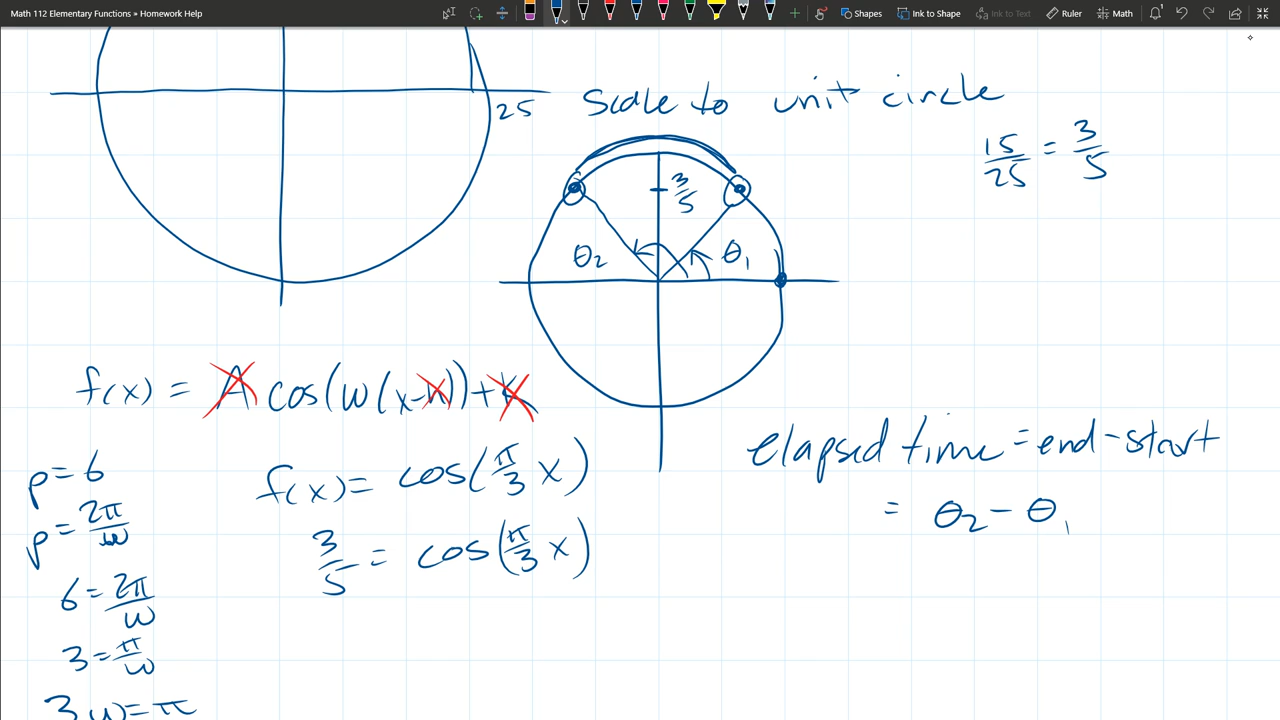 Math 112 Elementary Functions » Homework Help
Shapes
Ink to Shape
Ink to Text
Ruler
Math
25
Scale to unit circle
15/25 = 3/5
3/5
θ2
θ1
f(x) = A cos(w(x-h))+K
p=6
f(x)= cos(π/3 x)
elapsed time = end - start
p= 2π/w
= θ2 - θ1
3/5 = cos(π/3 x)
6= 2π/w
3= π/w
3w=π